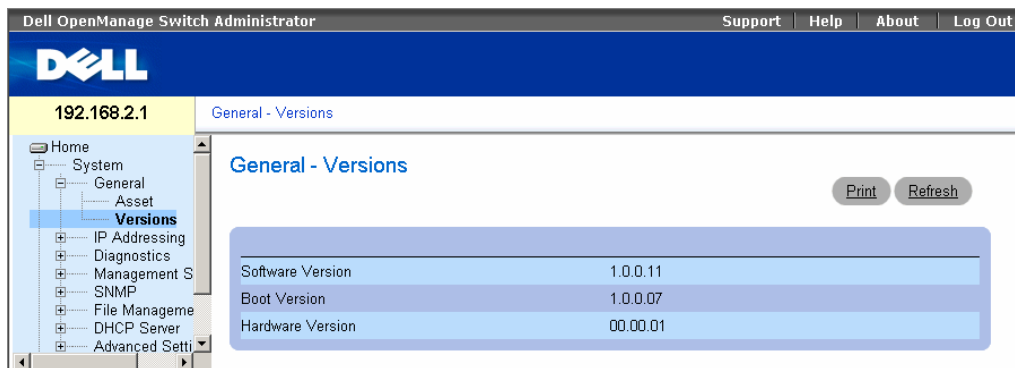 Dell OpenManage Switch Administrator
Support | Help | About | Log Out
DELL
192.168.2.1
General - Versions
Home
System
General
Asset
Versions
IP Addressing
Diagnostics
Management S
SNMP
File Manageme
DHCP Server
Advanced Setti
General - Versions
Print
Refresh
Software Version 1.0.0.11
Boot Version 1.0.0.07
Hardware Version 00.00.01